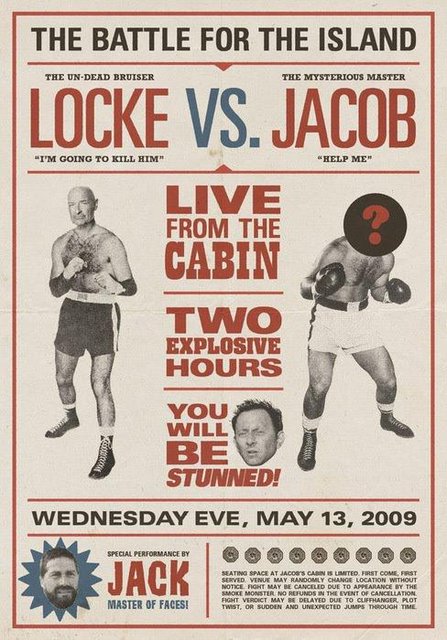 THE BATTLE FOR THE ISLAND
THE UN-DEAD BRUISER
THE MYSTERIOUS MASTER
LOCKE VS. JACOB
"I'M GOING TO KILL HIM"
"HELP ME"
LIVE
FROM THE
CABIN
?
TWO
EXPLOSIVE
HOURS
YOU
WILL
BE
STUNNED!
WEDNESDAY EVE, MAY 13, 2009
SPECIAL PERFORMANCE BY
JACK
MASTER OF FACES!
SEATING SPACE AT JACOB'S CABIN IS LIMITED. FIRST COME, FIRST
SERVED. VENUE MAY RANDOMLY CHANGE LOCATION WITHOUT
NOTICE. FIGHT MAY BE CANCELED DUE TO APPEARANCE BY THE
SMOKE MONSTER. NO REFUNDS IN THE EVENT OF CANCELLATION.
FIGHT VERDICT MAY BE DELAYED DUE TO CLIFFHANGER, PLOT
TWIST, OR SUDDEN AND UNEXPECTED JUMPS THROUGH TIME.